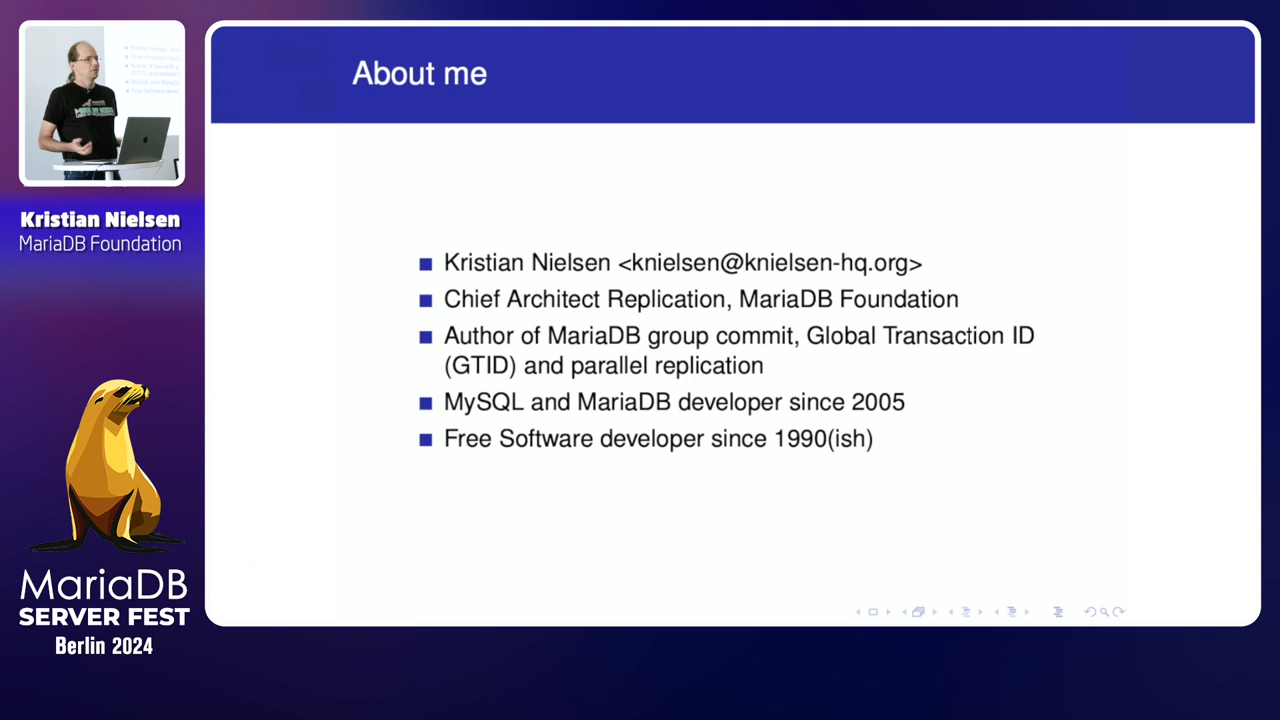 About me
Kristian Nielsen
MariaDB Foundation
Kristian Nielsen <knielsen@knielsen-hq.org>
Chief Architect Replication, MariaDB Foundation
Author of MariaDB group commit, Global Transaction ID
(GTID) and parallel replication
MySQL and MariaDB developer since 2005
Free Software developer since 1990(ish)
MariaDB
SERVER FEST
Berlin 2024